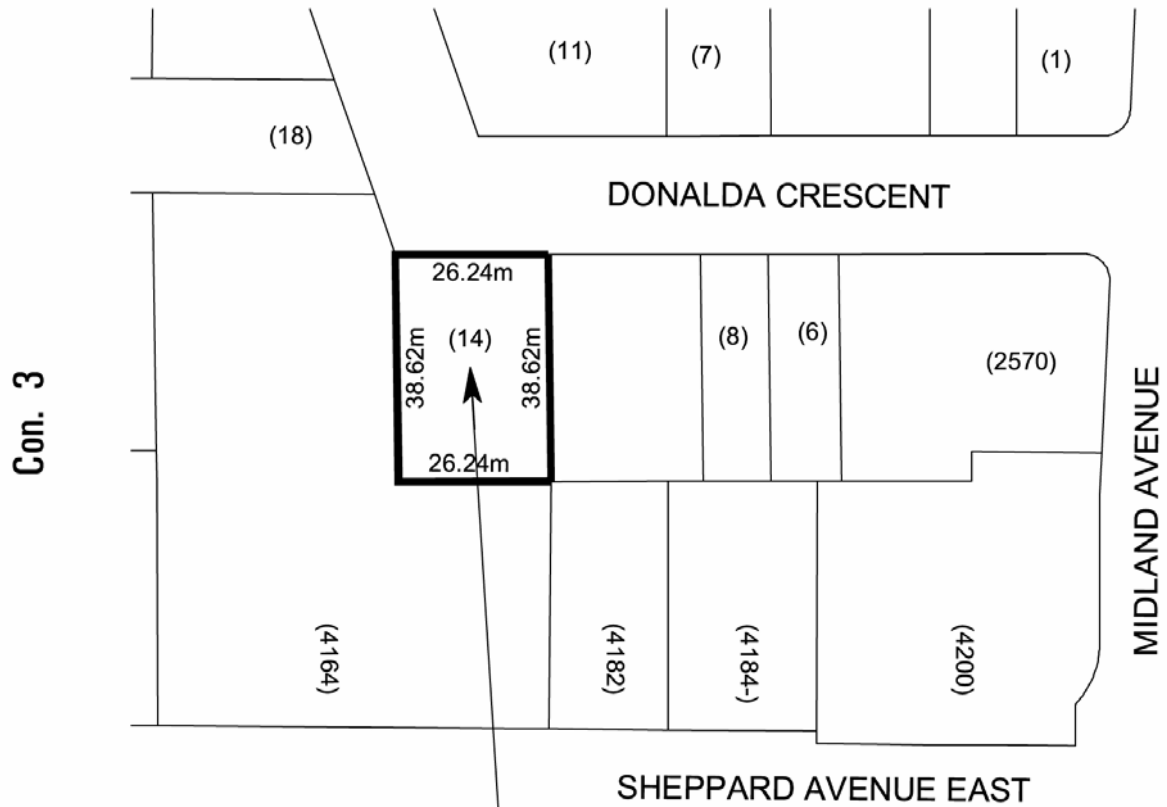 (11)
(7)
(1)
(18)
DONALDA CRESCENT
26.24m
(14)
38.62m
38.62m
26.24m
(8)
(6)
(2570)
Con. 3
MIDLAND AVENUE
(4164)
(4182)
(4184-)
(4200)
SHEPPARD AVENUE EAST